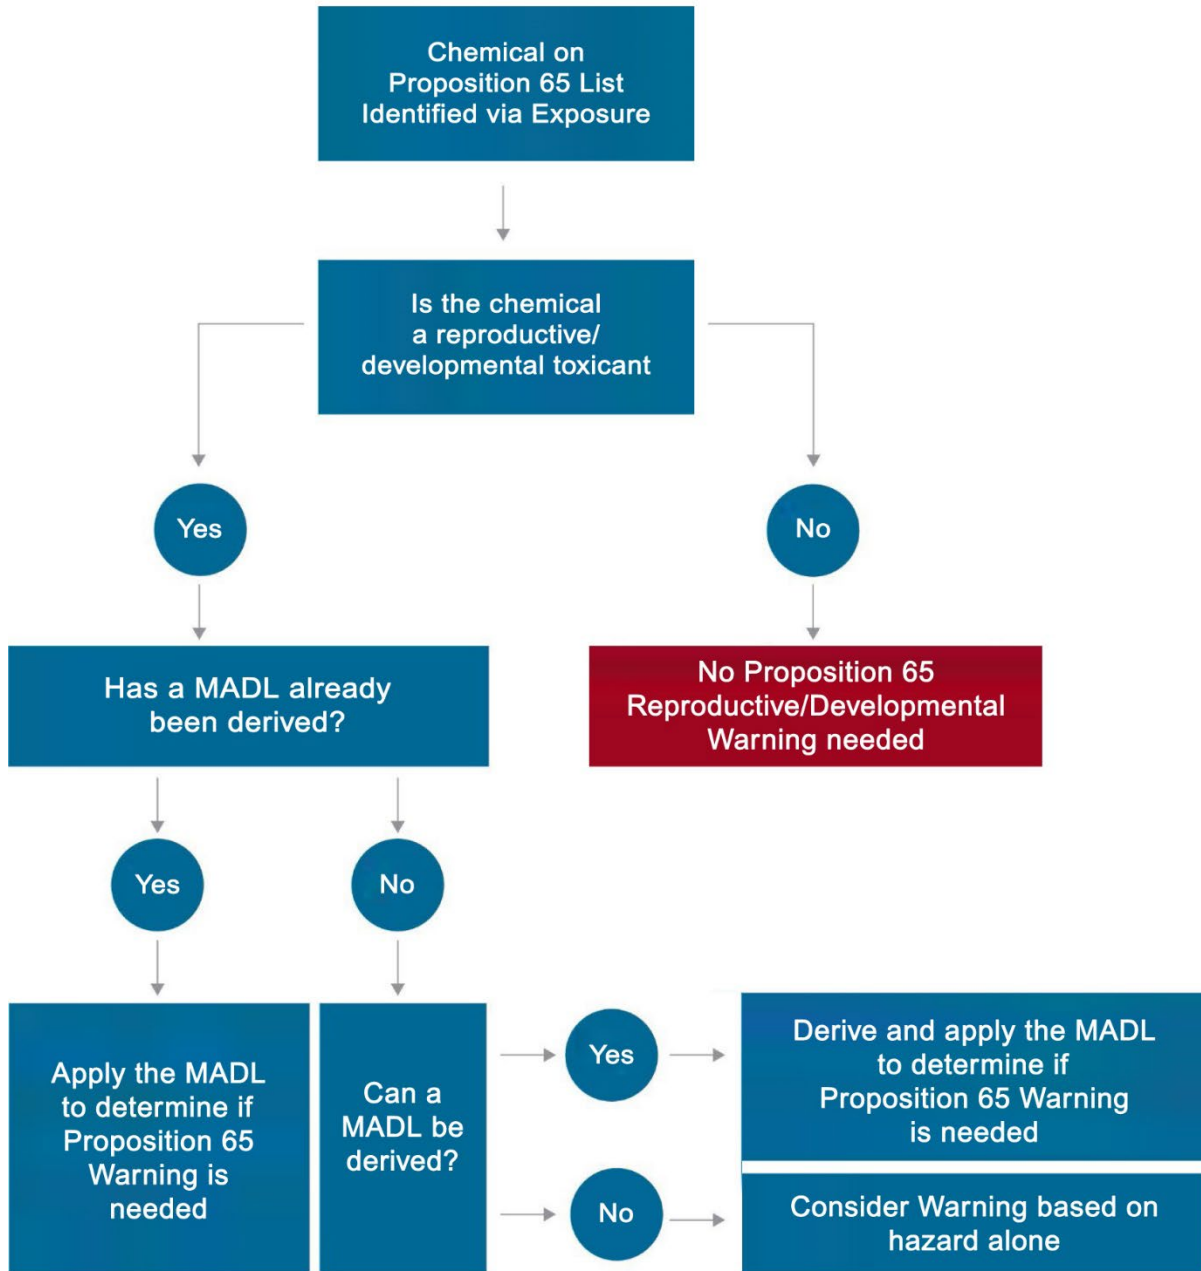 Chemical on
Proposition 65 List
Identified via Exposure
Is the chemical
a reproductive/
developmental toxicant
Yes
No
Has a MADL already
been derived?
No Proposition 65
Reproductive/Developmental
Warning needed
Yes
No
Apply the MADL
to determine if
Proposition 65
Warning is
needed
Can a
MADL be
derived?
Yes
Derive and apply the MADL
to determine if
Proposition 65 Warning
is needed
No
Consider Warning based on
hazard alone